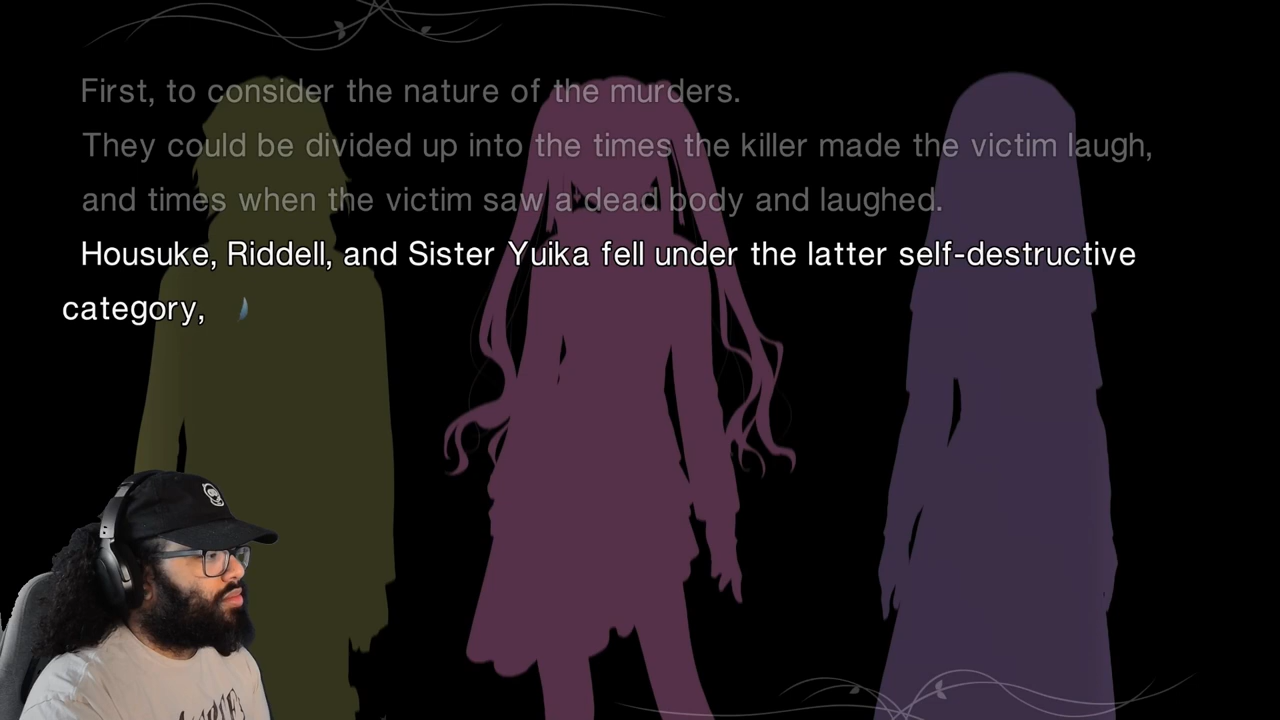 First, to consider the nature of the murders.
They could be divided up into the times the killer made the victim laugh,
and times when the victim saw a dead body and laughed.
Housuke, Riddell, and Sister Yuika fell under the latter self-destructive
category,